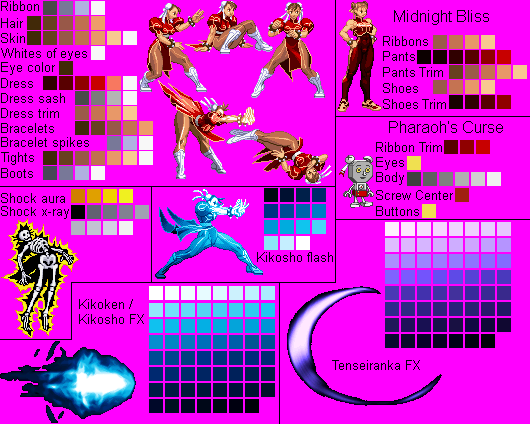 Ribbon
Hair
Skin
Whites of eyes
Eye color
Dress
Dress sash
Dress trim
Bracelets
Bracelet spikes
Tights
Boots
Midnight Bliss
Ribbons
Pants
Pants Trim
Shoes
Shoes Trim
Pharaoh's Curse
Ribbon Trim
Eyes
Body
Screw Center
Buttons
Shock aura
Shock x-ray
Kikosho flash
Kikoken /
Kikosho FX
Tenseiranka FX